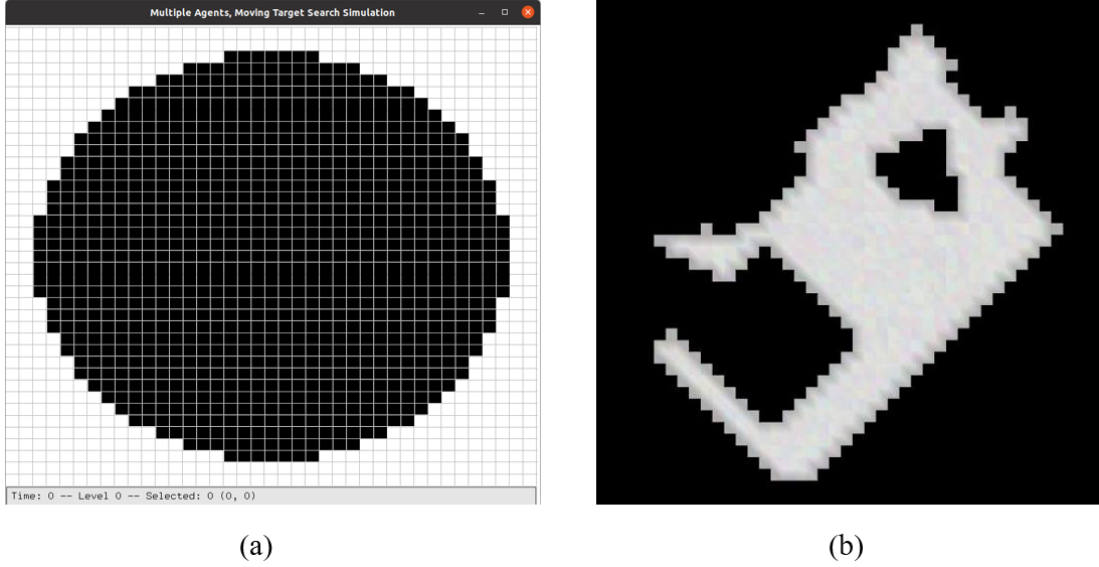 Multiple Agents, Moving Target Search Simulation
Time: 0 -- Level 0 -- Selected: 0 (0, 0)
(a)
(b)